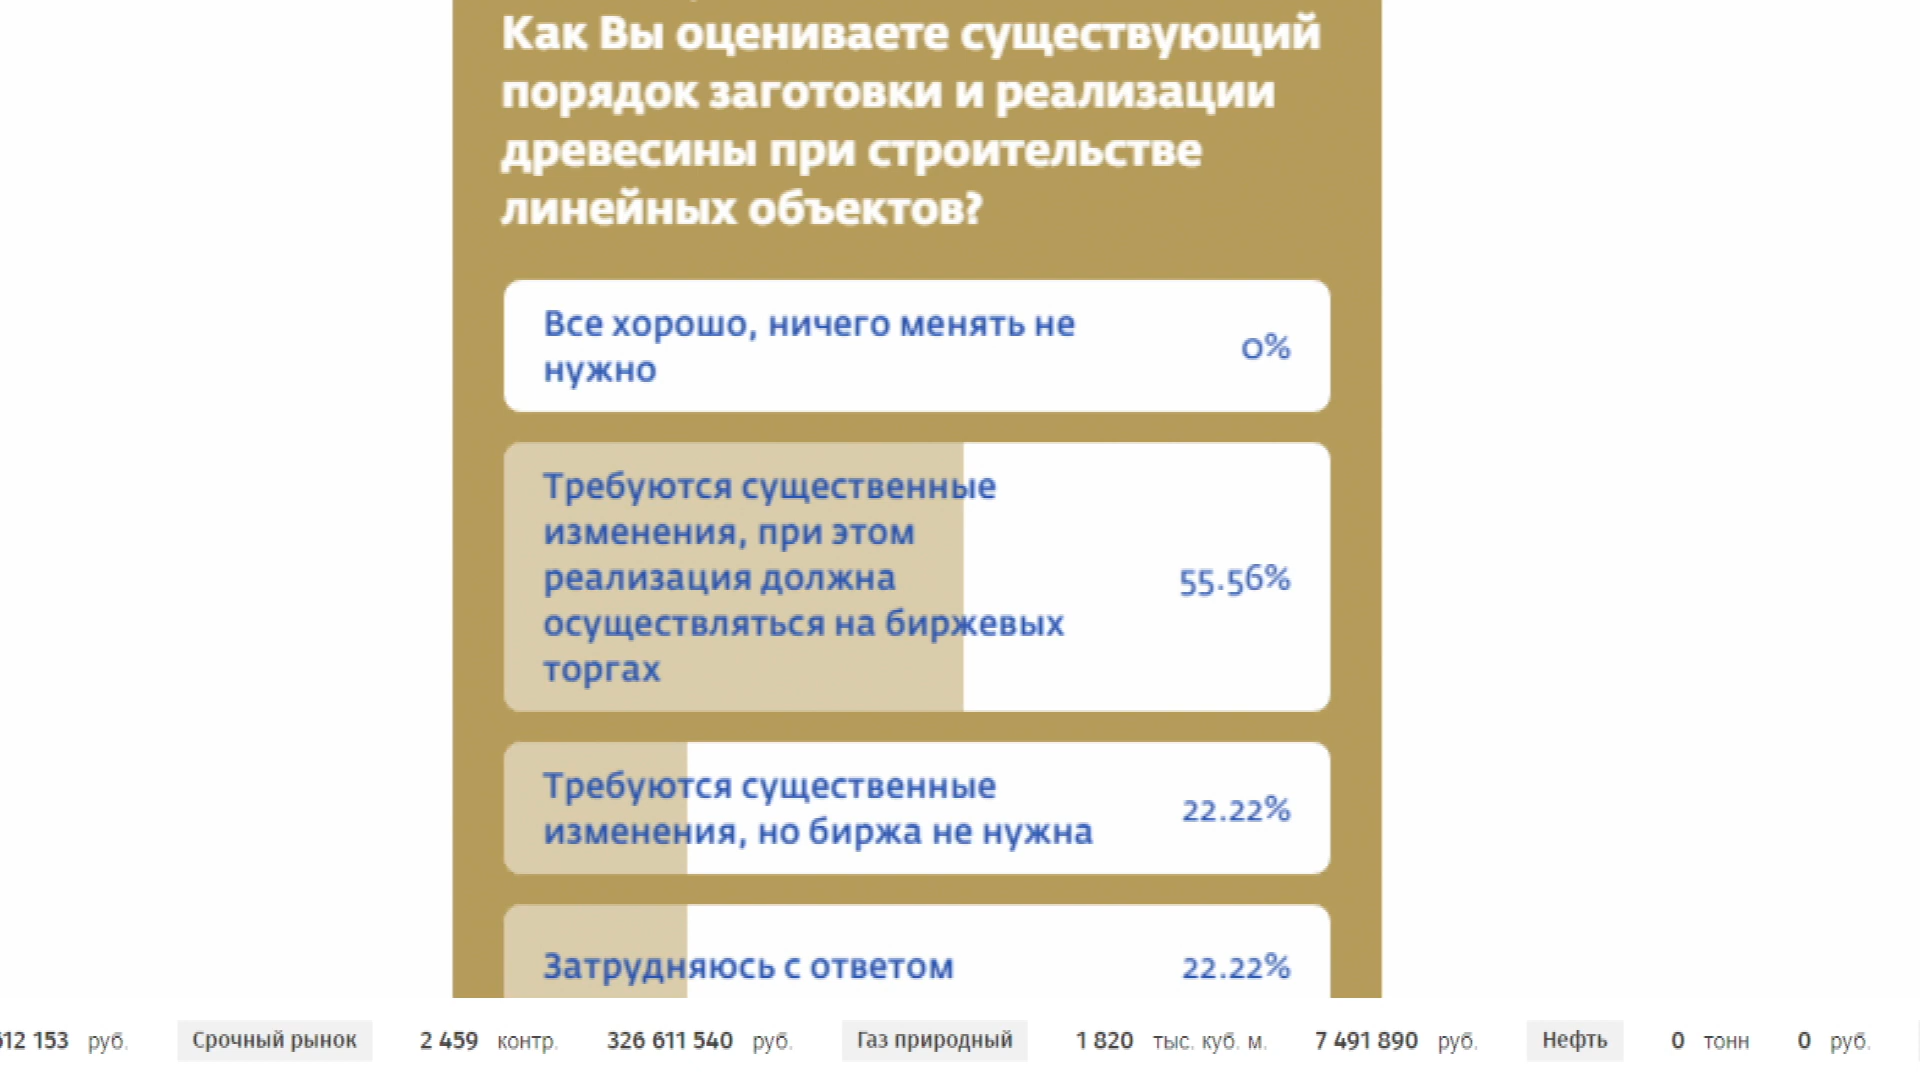 Как Вы оцениваете существующий
порядок заготовки и реализации
древесины при строительстве
линейных объектов?
Все хорошо, ничего менять не
нужно
0%
Требуются существенные
изменения, при этом
реализация должна
осуществляться на биржевых
торгах
55.56%
Требуются существенные
изменения, но биржа не нужна
22.22%
Затрудняюсь с ответом
22.22%
612 153 руб. Срочный рынок 2 459 контр. 326 611 540 руб. Газ природный 1 820 тыс. куб. м. 7 491 890 руб. Нефть 0 тонн 0 руб.